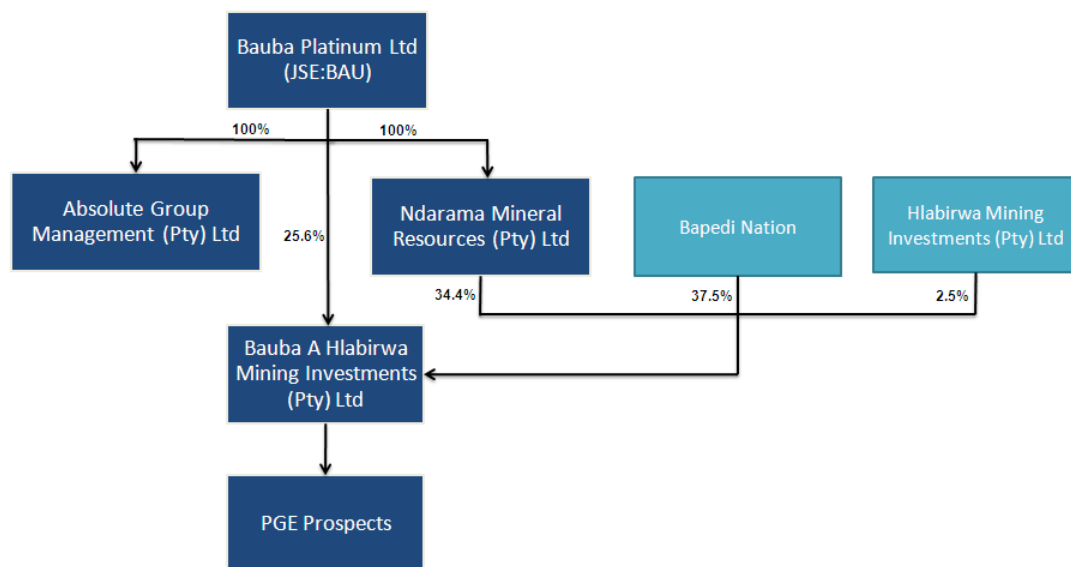 Bauba Platinum Ltd
(JSE:BAU)
100%
100%
Absolute Group
Management (Pty) Ltd
25.6%
Ndarama Mineral
Resources (Pty) Ltd
Bapedi Nation
Hlabirwa Mining
Investments (Pty) Ltd
34.4%
37.5%
2.5%
Bauba A Hlabirwa
Mining Investments
(Pty) Ltd
PGE Prospects